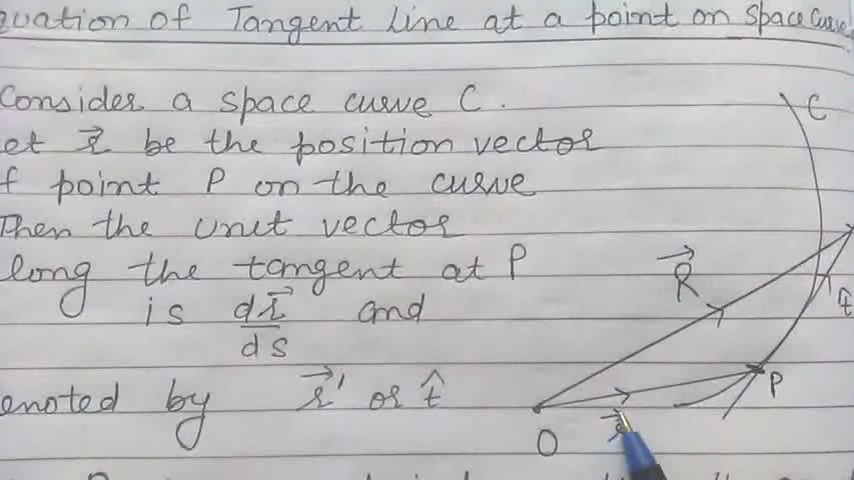 quation of Tangent Line at a point on Space Curve
Consider a space curve C.
et r⃗ be the position vector
f point P on the curve
Then the unit vector
long the tangent at P
is dr⃗/ds and
enoted by r⃗' or t̂
C
R⃗
t̂
P
O
r⃗